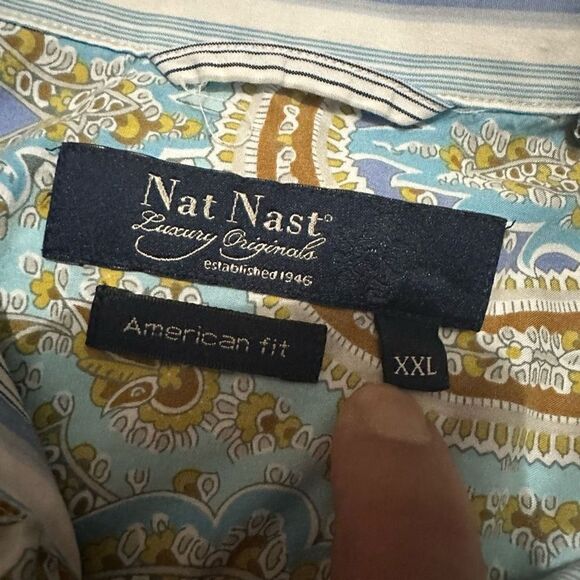 Nat Nast®
Luxury Originals
established 1946
American fit
XXL